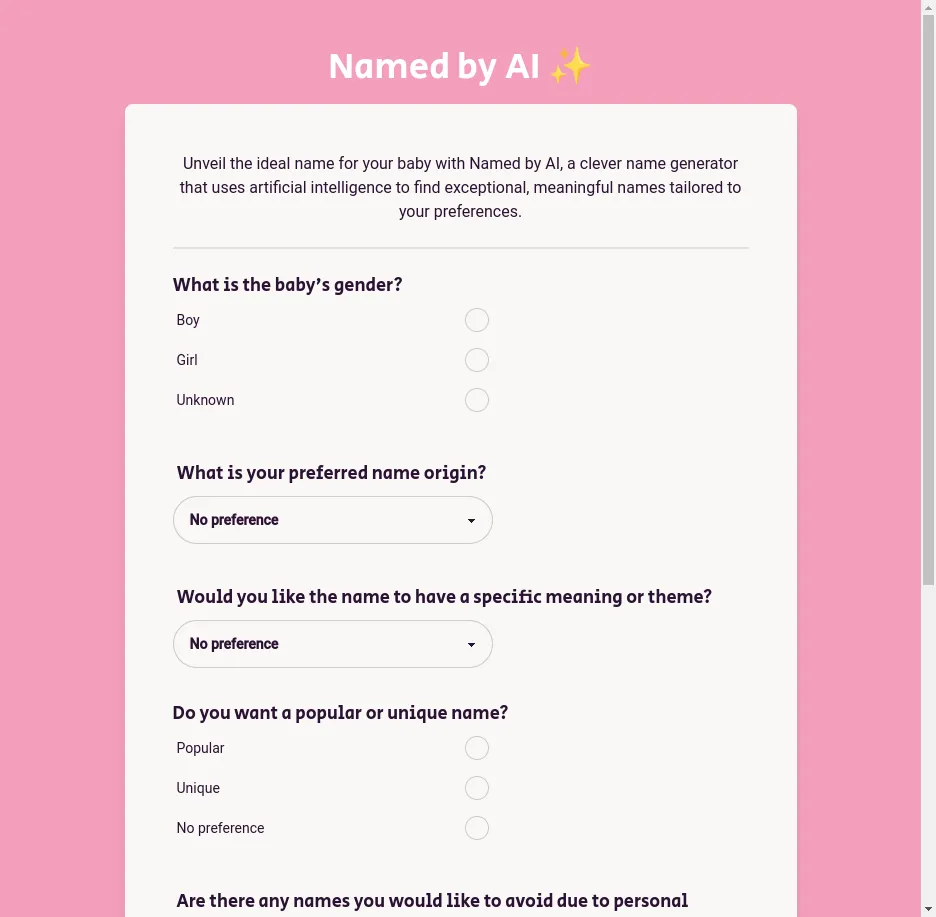 Named by AI ✨
Unveil the ideal name for your baby with Named by AI, a clever name generator
that uses artificial intelligence to find exceptional, meaningful names tailored to
your preferences.
What is the baby's gender?
Boy
Girl
Unknown
What is your preferred name origin?
No preference
Would you like the name to have a specific meaning or theme?
No preference
Do you want a popular or unique name?
Popular
Unique
No preference
Are there any names you would like to avoid due to personal